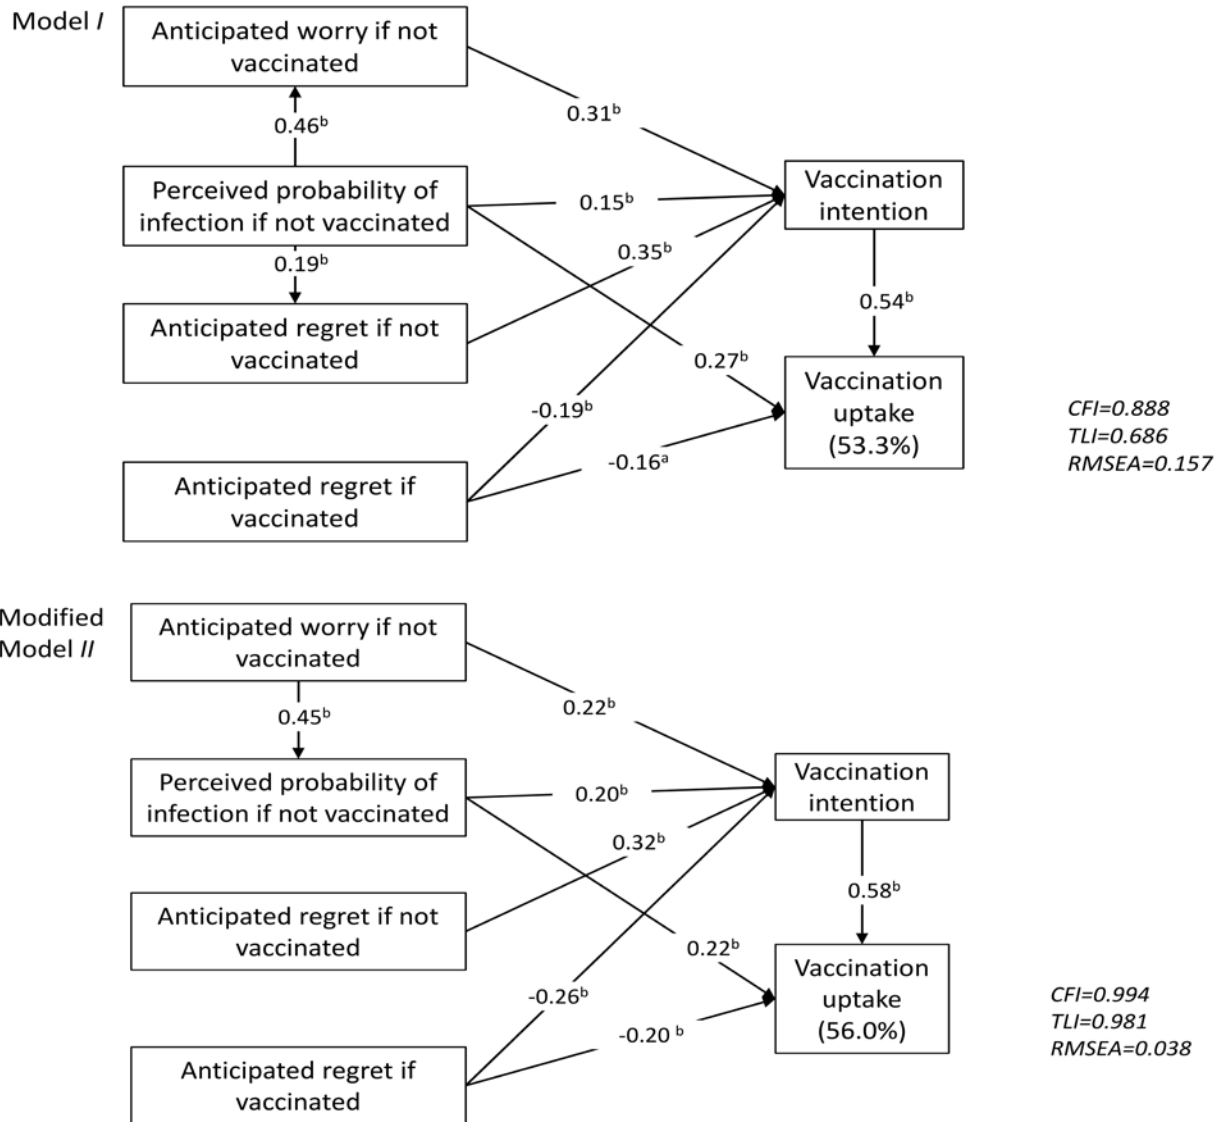 Model I
Anticipated worry if not
vaccinated
0.31ᵇ
0.46ᵇ
Perceived probability of
infection if not vaccinated
0.15ᵇ
Vaccination
intention
0.19ᵇ
0.35ᵇ
Anticipated regret if not
vaccinated
0.54ᵇ
0.27ᵇ
Vaccination
uptake
(53.3%)
-0.19ᵇ
-0.16ᵃ
Anticipated regret if
vaccinated
CFI=0.888
TLI=0.686
RMSEA=0.157
Modified
Model II
Anticipated worry if not
vaccinated
0.22ᵇ
0.45ᵇ
Perceived probability of
infection if not vaccinated
0.20ᵇ
Vaccination
intention
0.32ᵇ
Anticipated regret if not
vaccinated
0.58ᵇ
0.22ᵇ
Vaccination
uptake
(56.0%)
-0.26ᵇ
-0.20 ᵇ
Anticipated regret if
vaccinated
CFI=0.994
TLI=0.981
RMSEA=0.038